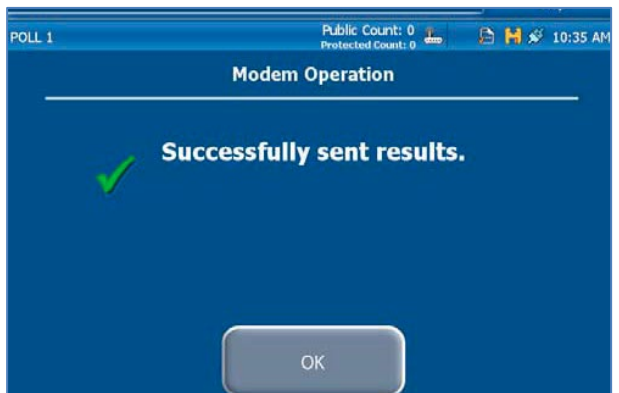 POLL 1
Public Count: 0
Protected Count: 0
10:35 AM
Modem Operation
Successfully sent results.
OK